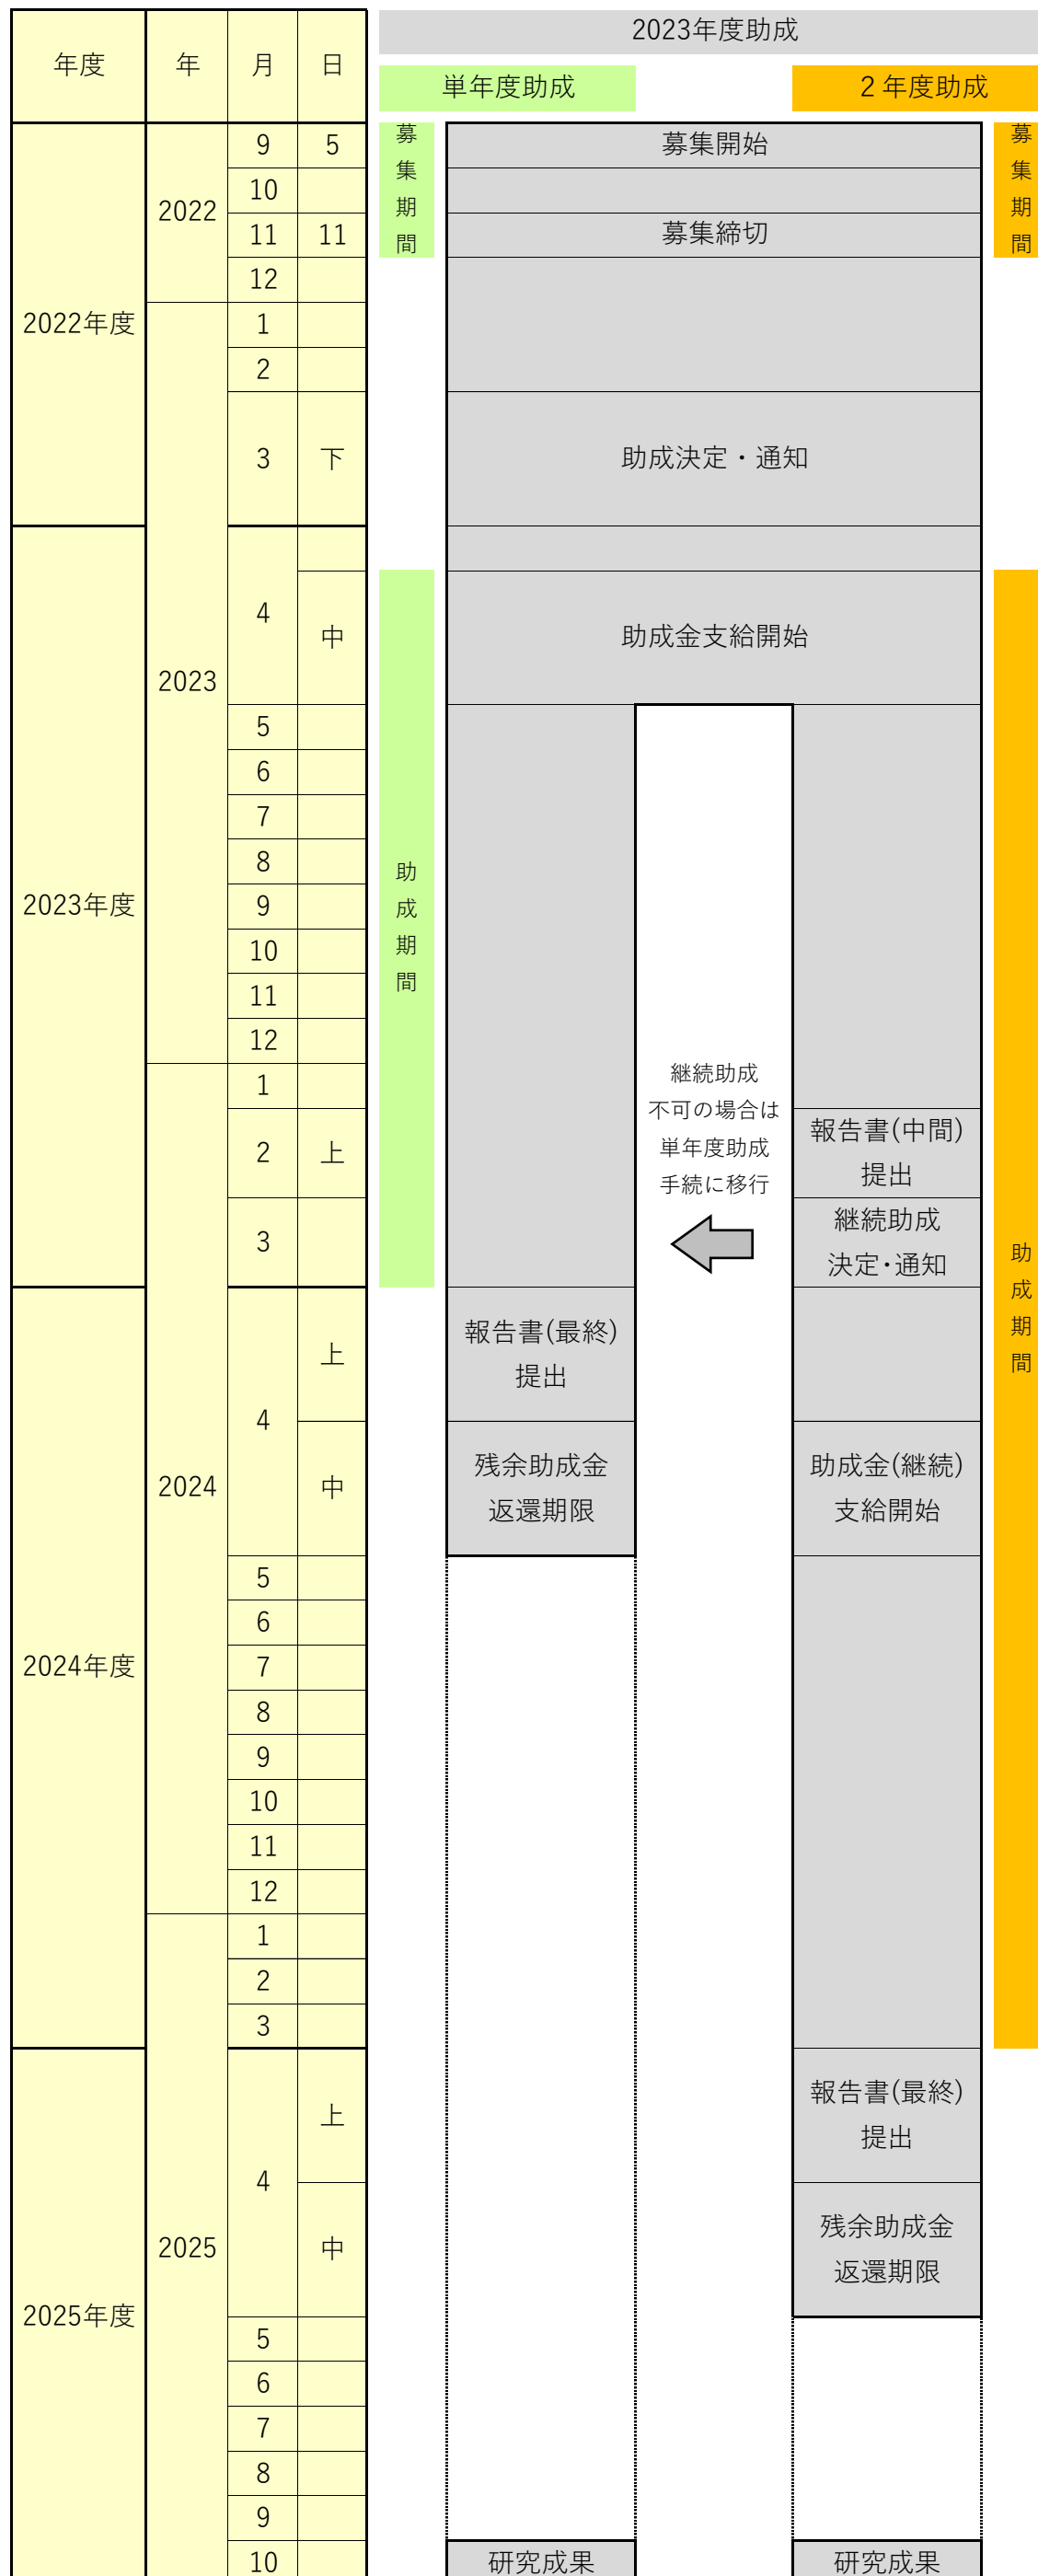 年度 年 月 日
2023年度助成
単年度助成
２年度助成
募集期間
募集期間
2022年度
2022
9 5 募集開始
10
11 11 募集締切
12
2023
1
2
3 下 助成決定・通知
2023年度
4
中 助成金支給開始
助成期間
助成期間
5
6
7
8
9
10
11
12
2024
1
2 上
報告書(中間)
提出
継続助成
不可の場合は
単年度助成
手続に移行
3
継続助成
決定･通知
2024年度
4
上
報告書(最終)
提出
中
残余助成金
返還期限
助成金(継続)
支給開始
5
6
7
8
9
10
11
12
2025
1
2
3
2025年度
4
上
報告書(最終)
提出
中
残余助成金
返還期限
5
6
7
8
9
10 研究成果 研究成果